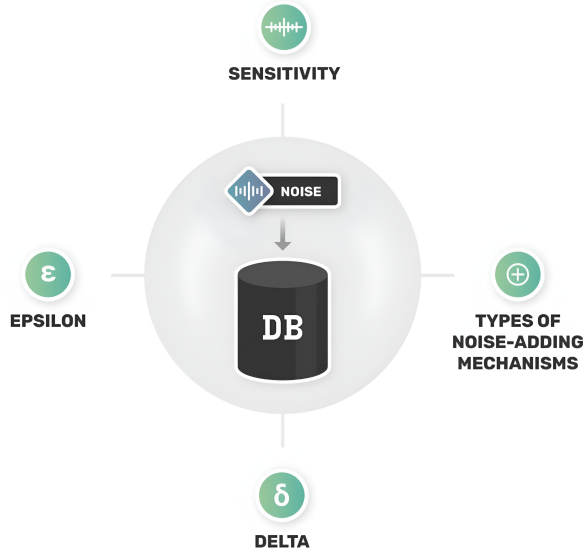 SENSITIVITY
NOISE
ε
EPSILON
DB
TYPES OF
NOISE-ADDING
MECHANISMS
δ
DELTA